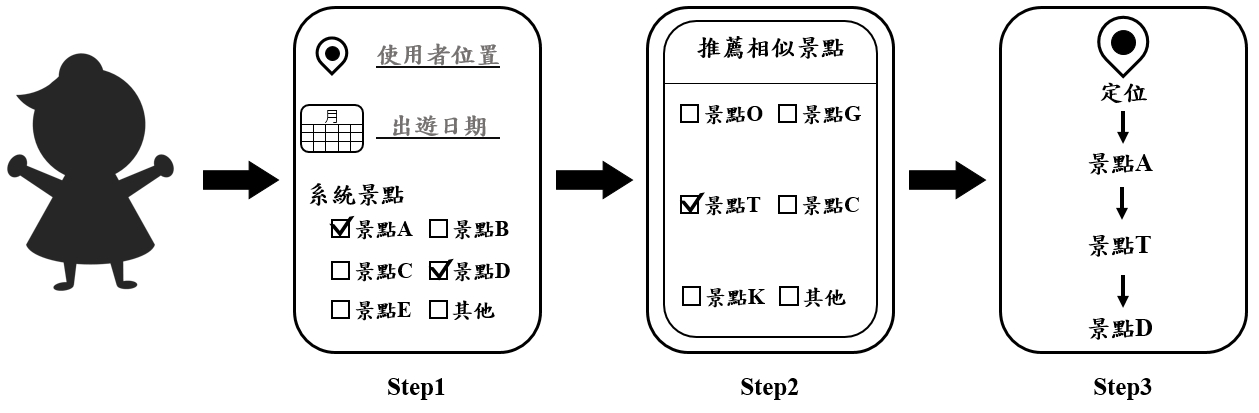 使用者位置
月
出遊日期
系統景點
景點A 景點B
景點C 景點D
景點E 其他
Step1
推薦相似景點
景點O 景點G
景點T 景點C
景點K 其他
Step2
定位
景點A
景點T
景點D
Step3